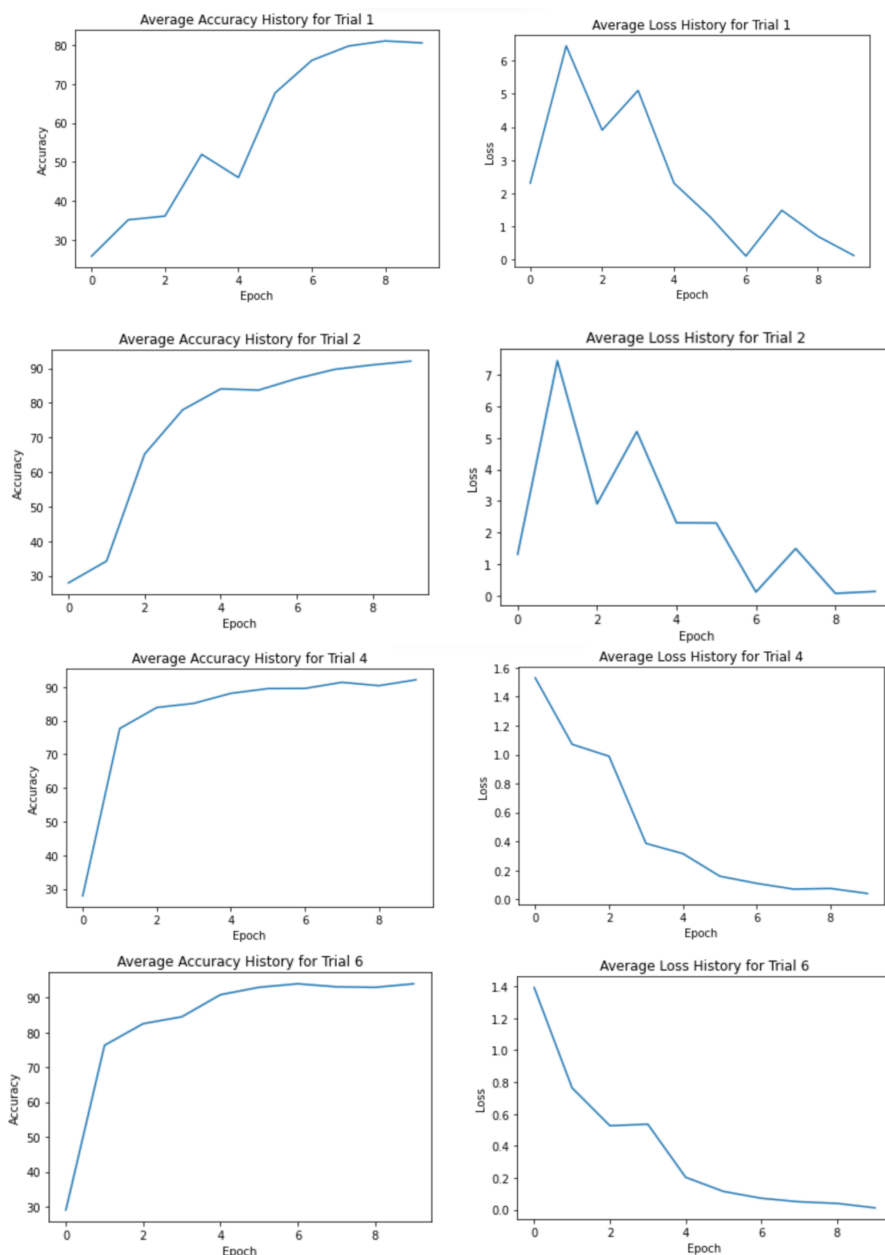 Average Accuracy History for Trial 1
80
70
60
50
40
30
Accuracy
0 2 4 6 8
Epoch
Average Loss History for Trial 1
6
5
4
3
2
1
0
Loss
0 2 4 6 8
Epoch
Average Accuracy History for Trial 2
90
80
70
60
50
40
30
Accuracy
0 2 4 6 8
Epoch
Average Loss History for Trial 2
7
6
5
4
3
2
1
0
Loss
0 2 4 6 8
Epoch
Average Accuracy History for Trial 4
90
80
70
60
50
40
30
Accuracy
0 2 4 6 8
Epoch
Average Loss History for Trial 4
1.6
1.4
1.2
1.0
0.8
0.6
0.4
0.2
0.0
Loss
0 2 4 6 8
Epoch
Average Accuracy History for Trial 6
90
80
70
60
50
40
30
Accuracy
0 2 4 6 8
Epoch
Average Loss History for Trial 6
1.4
1.2
1.0
0.8
0.6
0.4
0.2
0.0
Loss
0 2 4 6 8
Epoch